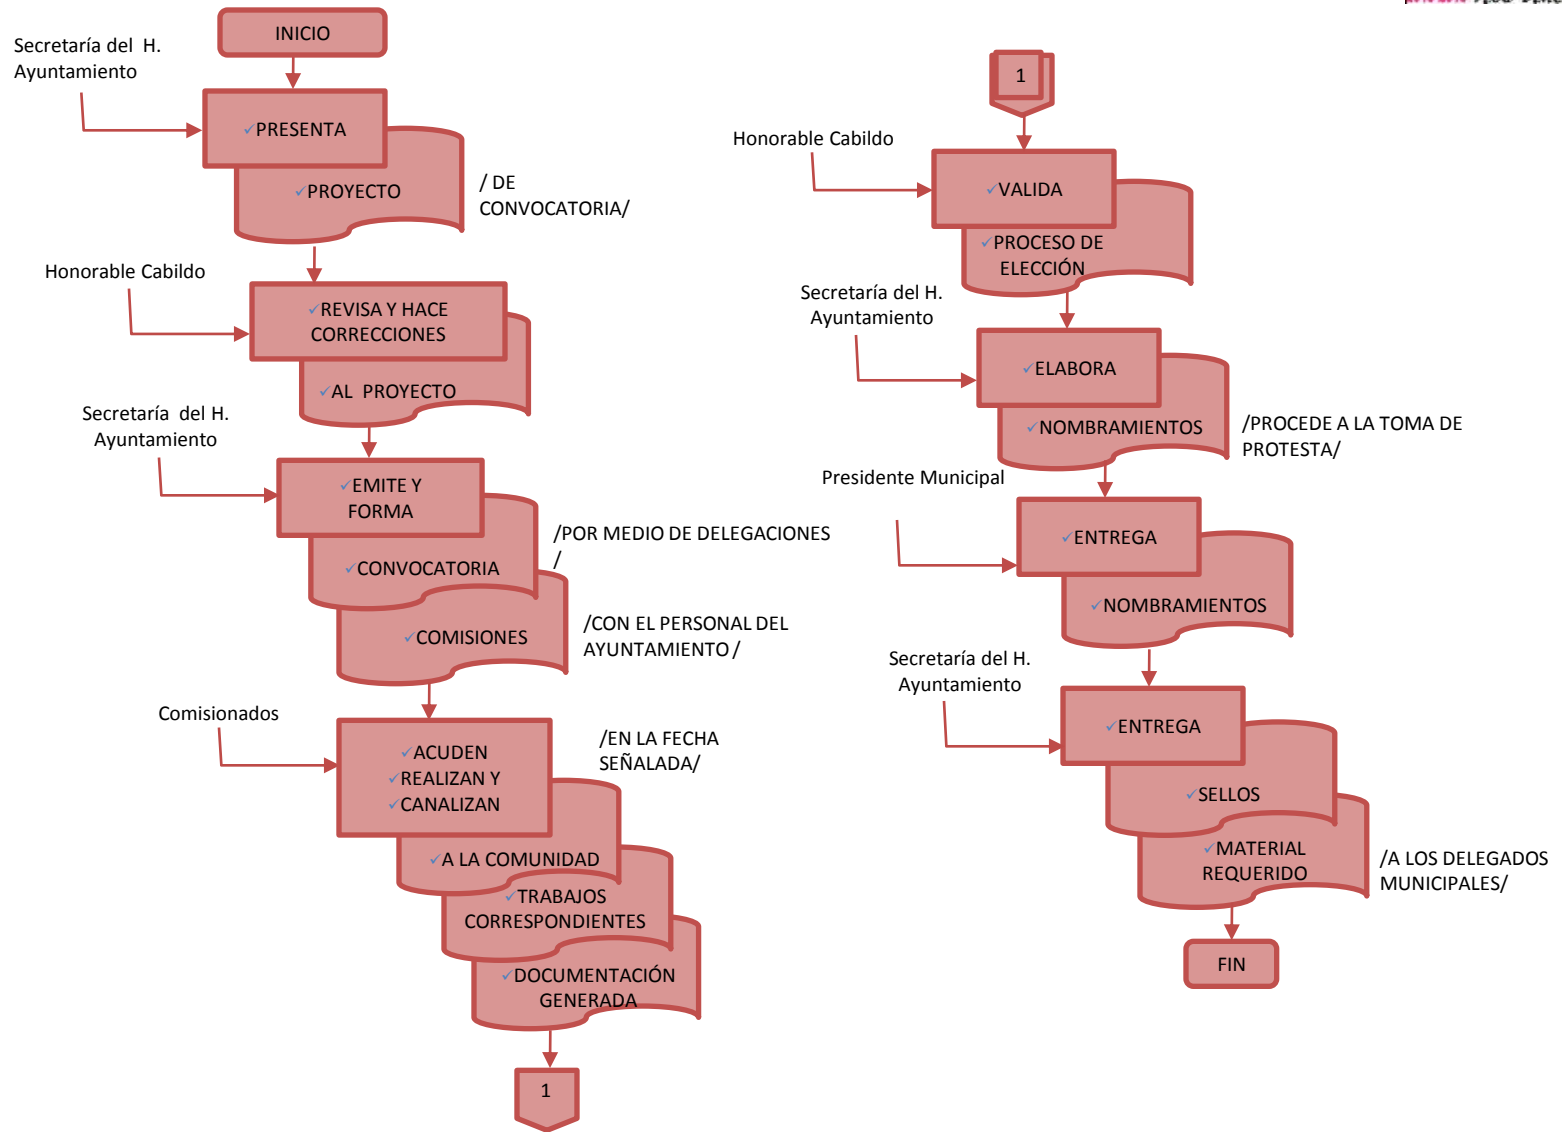 INICIO
Secretaría del H.
Ayuntamiento
✓PRESENTA
✓PROYECTO
/ DE
CONVOCATORIA/
Honorable Cabildo
✓REVISA Y HACE
CORRECCIONES
✓AL PROYECTO
Secretaría del H.
Ayuntamiento
✓EMITE Y
FORMA
✓CONVOCATORIA
/POR MEDIO DE DELEGACIONES
/
✓COMISIONES
/CON EL PERSONAL DEL
AYUNTAMIENTO /
Comisionados
✓ACUDEN
✓REALIZAN Y
✓CANALIZAN
/EN LA FECHA
SEÑALADA/
✓A LA COMUNIDAD
✓TRABAJOS
CORRESPONDIENTES
✓DOCUMENTACIÓN
GENERADA
1
1
Honorable Cabildo
✓VALIDA
✓PROCESO DE
ELECCIÓN
Secretaría del H.
Ayuntamiento
✓ELABORA
✓NOMBRAMIENTOS
/PROCEDE A LA TOMA DE
PROTESTA/
Presidente Municipal
✓ENTREGA
✓NOMBRAMIENTOS
Secretaría del H.
Ayuntamiento
✓ENTREGA
✓SELLOS
✓MATERIAL
REQUERIDO
/A LOS DELEGADOS
MUNICIPALES/
FIN